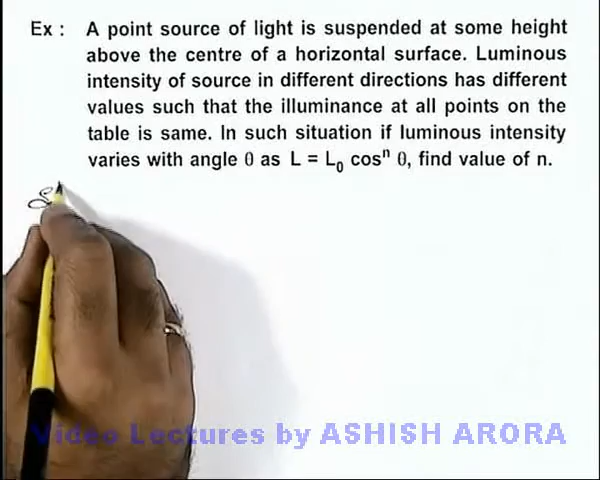 Ex : A point source of light is suspended at some height
above the centre of a horizontal surface. Luminous
intensity of source in different directions has different
values such that the illuminance at all points on the
table is same. In such situation if luminous intensity
varies with angle θ as L = L₀ cosⁿ θ, find value of n.
Video Lectures by ASHISH ARORA